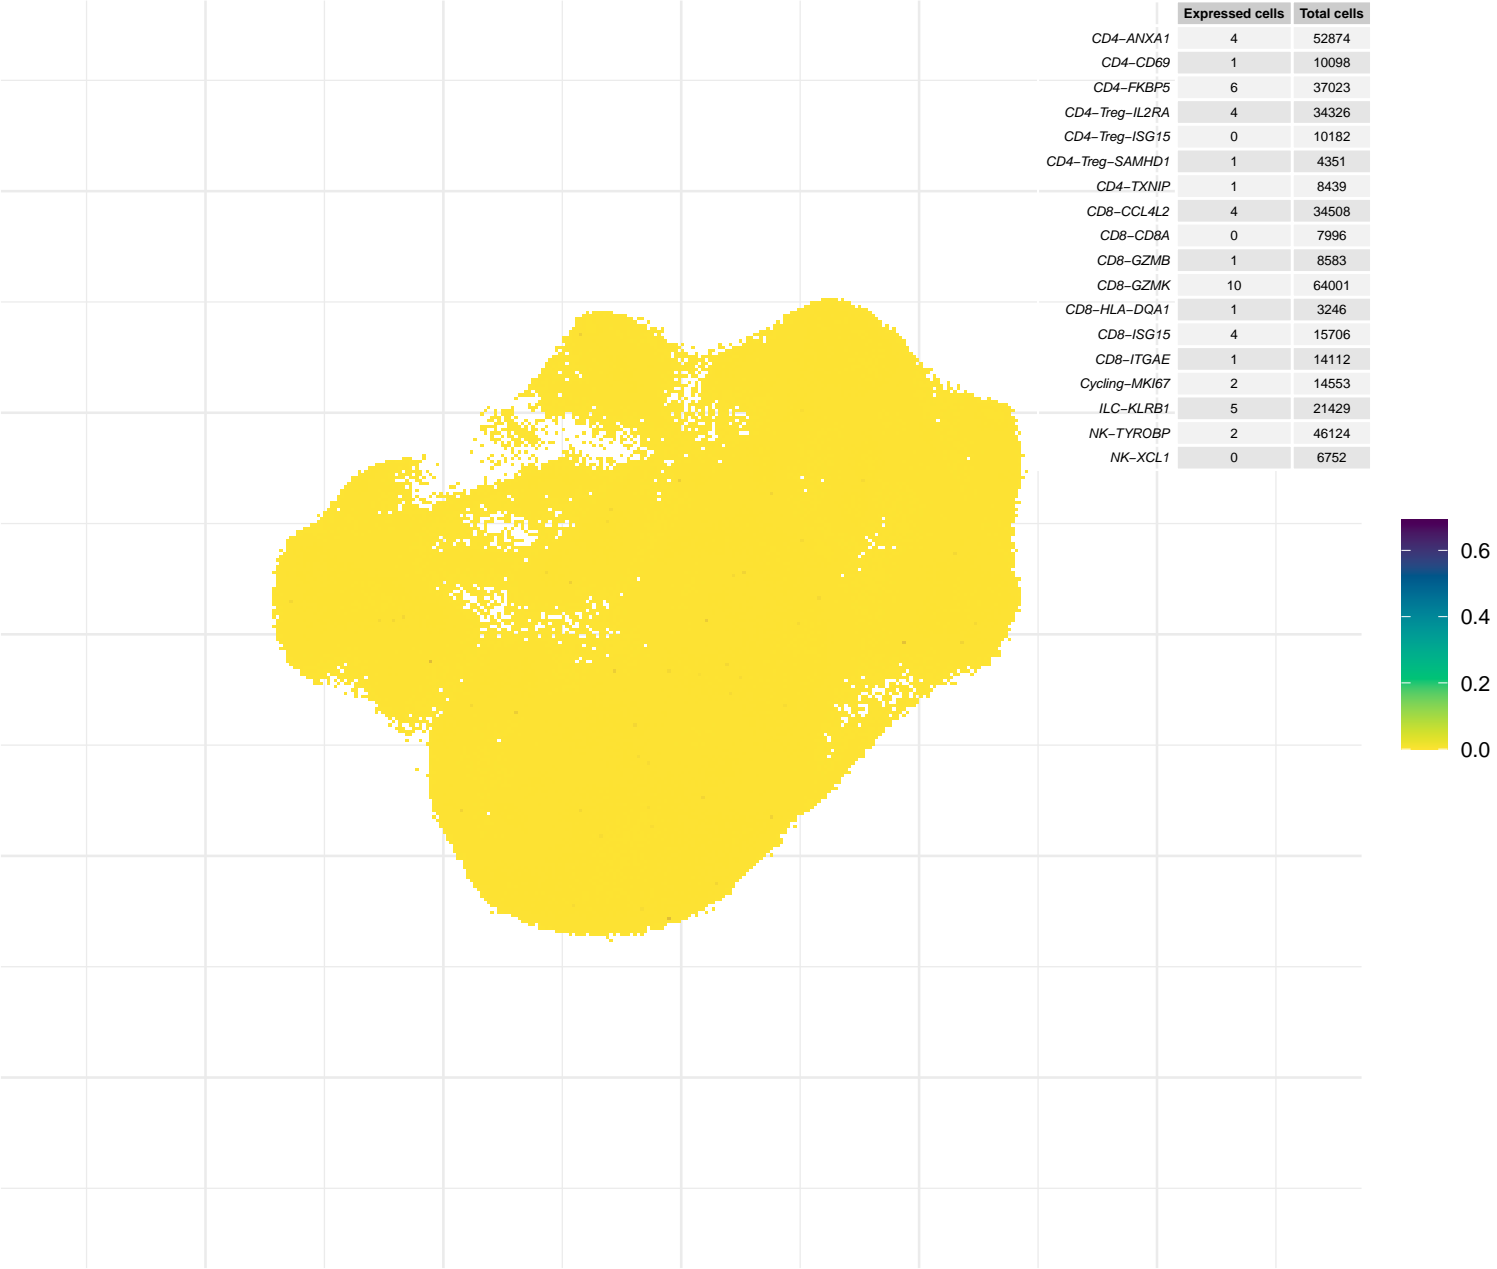 Expressed cells Total cells
CD4−ANXA1 4 52874
CD4−CD69 1 10098
CD4−FKBP5 6 37023
CD4−Treg−IL2RA 4 34326
CD4−Treg−ISG15 0 10182
CD4−Treg−SAMHD1 1 4351
CD4−TXNIP 1 8439
CD8−CCL4L2 4 34508
CD8−CD8A 0 7996
CD8−GZMB 1 8583
CD8−GZMK 10 64001
CD8−HLA−DQA1 1 3246
CD8−ISG15 4 15706
CD8−ITGAE 1 14112
Cycling−MKI67 2 14553
ILC−KLRB1 5 21429
NK−TYROBP 2 46124
NK−XCL1 0 6752
0.6
0.4
0.2
0.0